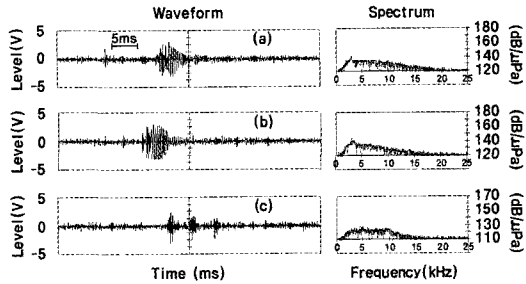 Waveform Spectrum
5ms
(a)
Level(V)
5
0
-5
180
160
140
120
(dB/μPa)
0 5 10 15 20 25
(b)
Level(V)
5
0
-5
180
160
140
120
(dB/μPa)
0 5 10 15 20 25
(c)
Level(V)
5
0
-5
170
150
130
110
(dB/μPa)
0 5 10 15 20 25
Time (ms) Frequency(kHz)